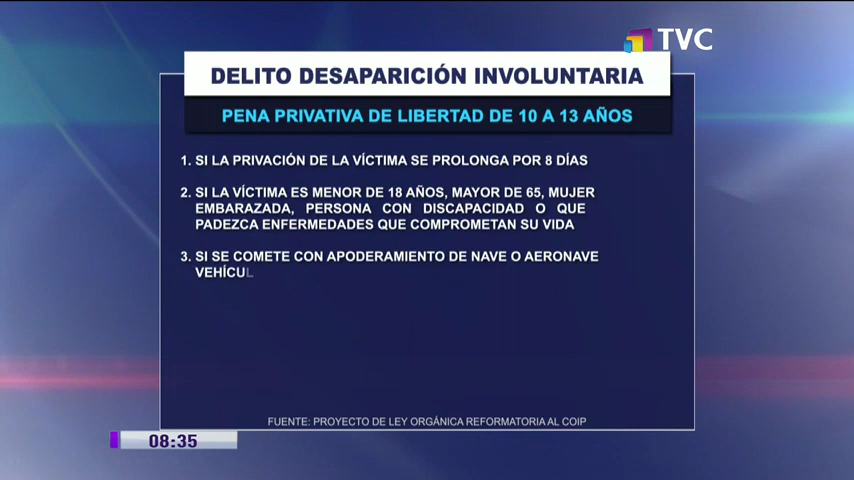 TVC
DELITO DESAPARICIÓN INVOLUNTARIA
PENA PRIVATIVA DE LIBERTAD DE 10 A 13 AÑOS
1. SI LA PRIVACIÓN DE LA VÍCTIMA SE PROLONGA POR 8 DÍAS
2. SI LA VÍCTIMA ES MENOR DE 18 AÑOS, MAYOR DE 65, MUJER
EMBARAZADA, PERSONA CON DISCAPACIDAD O QUE
PADEZCA ENFERMEDADES QUE COMPROMETAN SU VIDA
3. SI SE COMETE CON APODERAMIENTO DE NAVE O AERONAVE
VEHÍCUL
FUENTE: PROYECTO DE LEY ORGÁNICA REFORMATORIA AL COIP
08:35